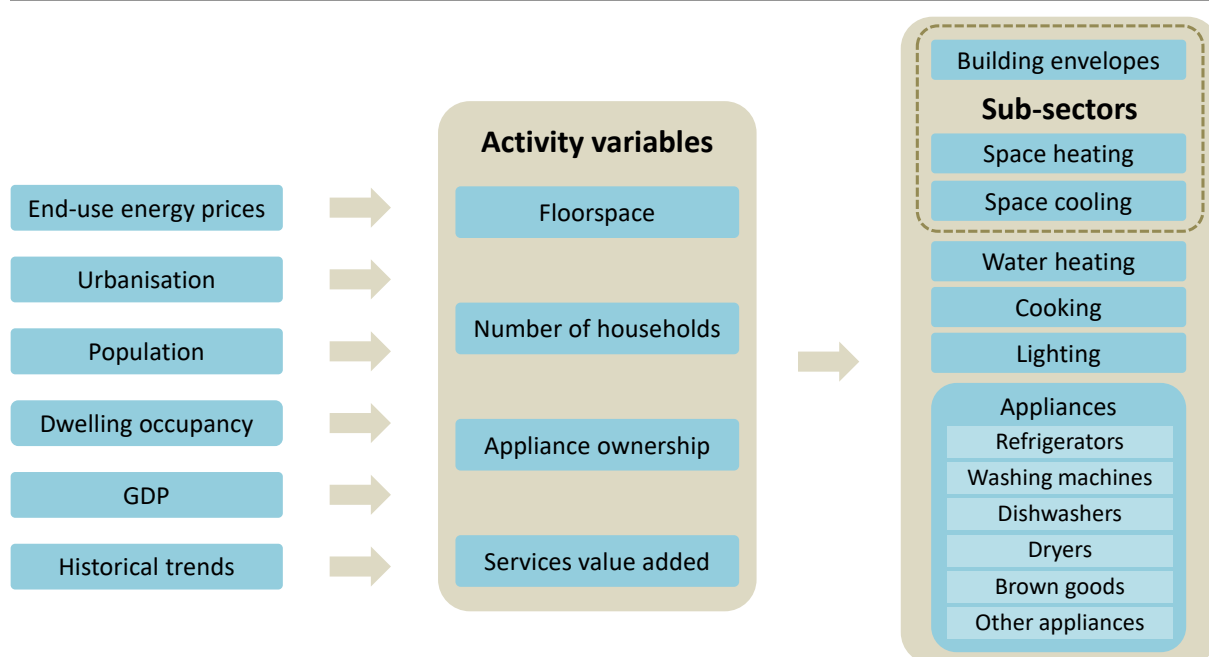 End-use energy prices
Urbanisation
Population
Dwelling occupancy
GDP
Historical trends
Activity variables
Floorspace
Number of households
Appliance ownership
Services value added
Building envelopes
Sub-sectors
Space heating
Space cooling
Water heating
Cooking
Lighting
Appliances
Refrigerators
Washing machines
Dishwashers
Dryers
Brown goods
Other appliances